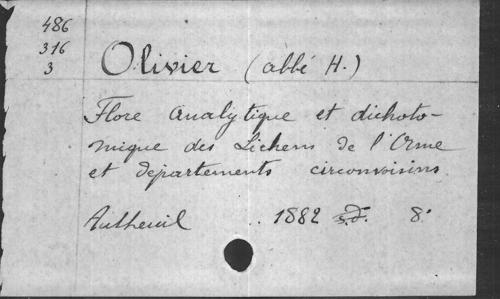 486
316
3
Olivier (abbé H.)
Flore analytique et dichoto-
mique des Lichens de l'Orne
et départements circonvoisins.
Autheuil .. 1882 s.d. 8°